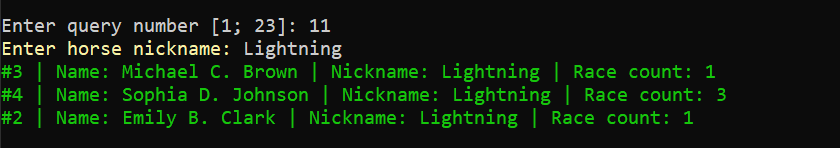 Enter query number [1; 23]: 11
Enter horse nickname: Lightning
#3 | Name: Michael C. Brown | Nickname: Lightning | Race count: 1
#4 | Name: Sophia D. Johnson | Nickname: Lightning | Race count: 3
#2 | Name: Emily B. Clark | Nickname: Lightning | Race count: 1